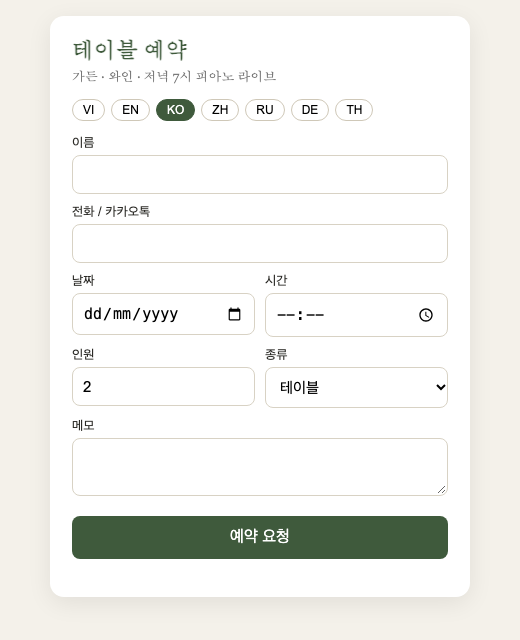 테이블 예약
가든 · 와인 · 저녁 7시 피아노 라이브
VI EN KO ZH RU DE TH
이름
전화 / 카카오톡
날짜 시간
dd/mm/yyyy --:--
인원 종류
2 테이블
메모
예약 요청